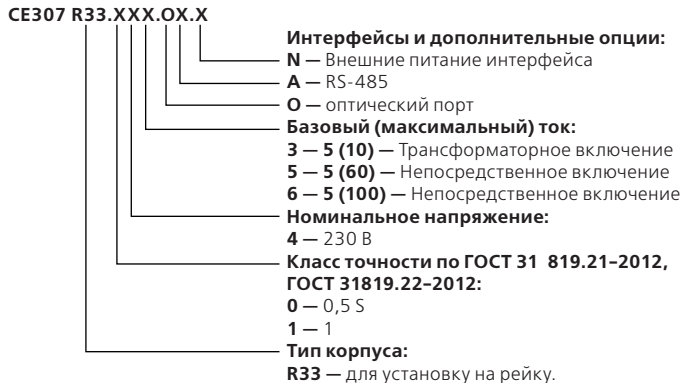 CE307 R33.XXX.OX.X
Интерфейсы и дополнительные опции:
N — Внешние питание интерфейса
A — RS-485
O — оптический порт
Базовый (максимальный) ток:
3 — 5 (10) — Трансформаторное включение
5 — 5 (60) — Непосредственное включение
6 — 5 (100) — Непосредственное включение
Номинальное напряжение:
4 — 230 В
Класс точности по ГОСТ 31 819.21–2012,
ГОСТ 31819.22–2012:
0 — 0,5 S
1 — 1
Тип корпуса:
R33 — для установку на рейку.